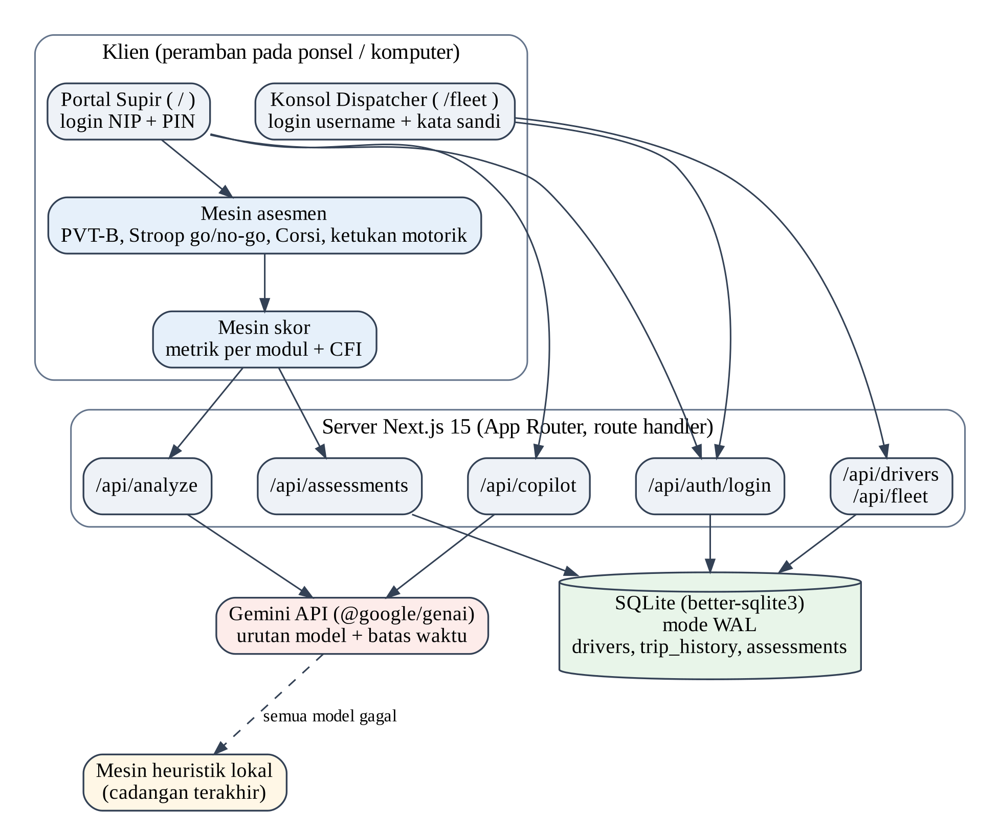 Klien (peramban pada ponsel / komputer)
Portal Supir ( / )
login NIP + PIN
Konsol Dispatcher ( /fleet )
login username + kata sandi
Mesin asesmen
PVT-B, Stroop go/no-go, Corsi, ketukan motorik
Mesin skor
metrik per modul + CFI
Server Next.js 15 (App Router, route handler)
/api/analyze
/api/assessments
/api/copilot
/api/auth/login
/api/drivers
/api/fleet
Gemini API (@google/genai)
urutan model + batas waktu
SQLite (better-sqlite3)
mode WAL
drivers, trip_history, assessments
semua model gagal
Mesin heuristik lokal
(cadangan terakhir)